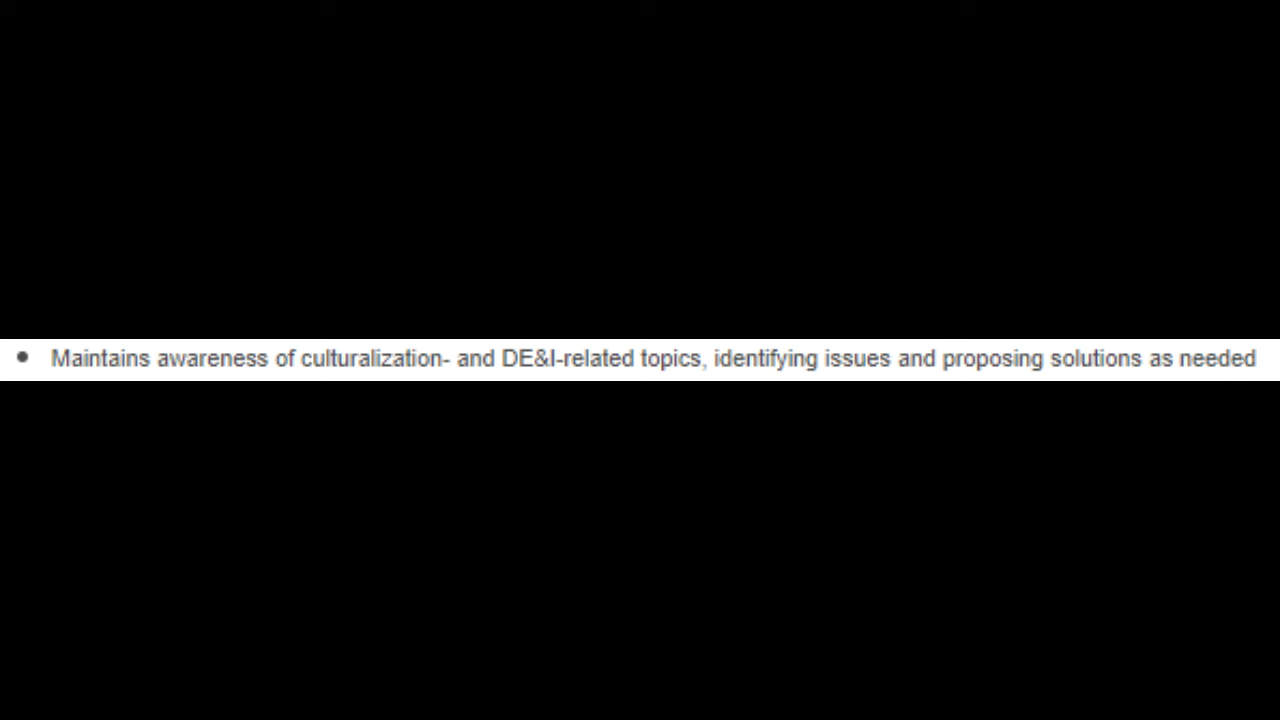 • Maintains awareness of culturalization- and DE&I-related topics, identifying issues and proposing solutions as needed